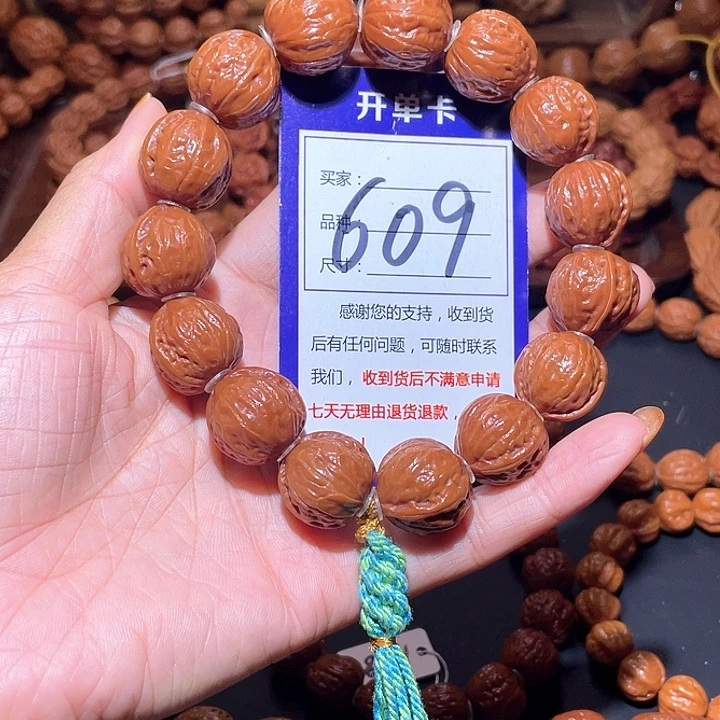 开单卡
买家：
品种
609
尺寸：
感谢您的支持，收到货
后有任何问题，可随时联系
我们，收到货后不满意申请
七天无理由退货退款，